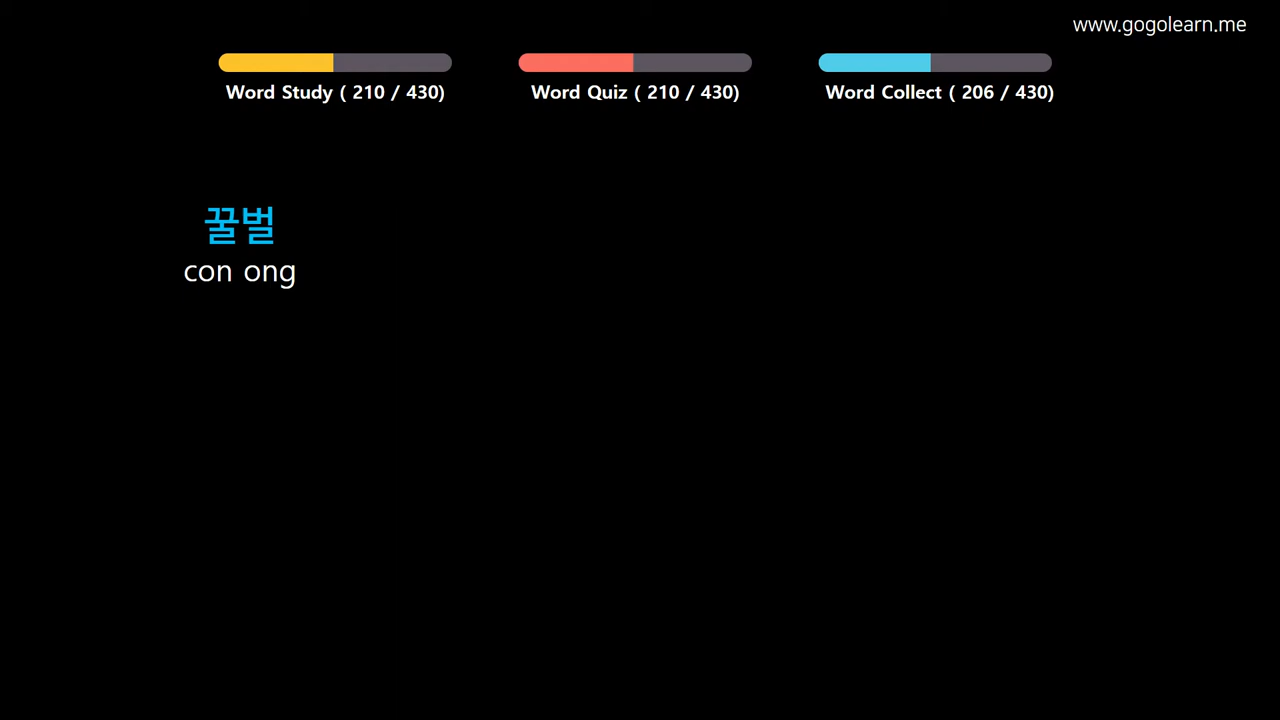 www.gogolearn.me
Word Study ( 210 / 430)
Word Quiz ( 210 / 430)
Word Collect ( 206 / 430)
꿀벌
con ong